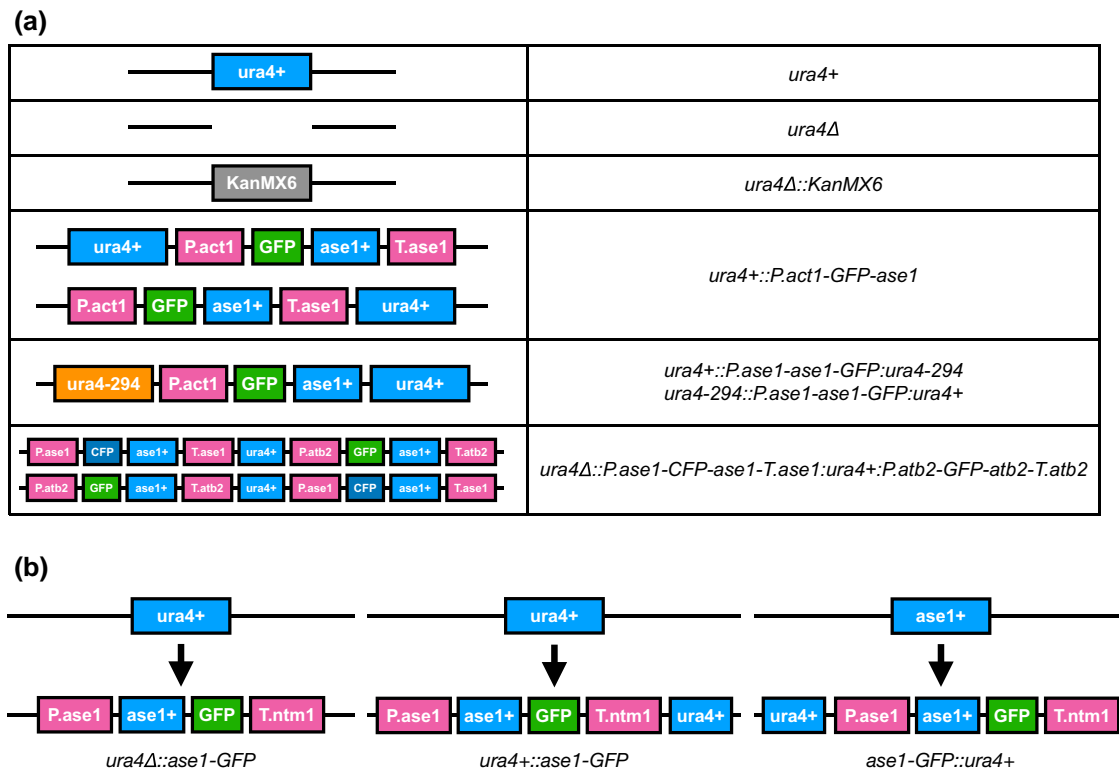 (a)
ura4+
ura4+
ura4Δ
KanMX6
ura4Δ::KanMX6
ura4+ P.act1 GFP ase1+ T.ase1
P.act1 GFP ase1+ T.ase1 ura4+
ura4+::P.act1-GFP-ase1
ura4-294 P.act1 GFP ase1+ ura4+
ura4+::P.ase1-ase1-GFP:ura4-294
ura4-294::P.ase1-ase1-GFP:ura4+
P.ase1 CFP ase1+ T.ase1 ura4+ P.atb2 GFP ase1+ T.atb2
P.atb2 GFP ase1+ T.atb2 ura4+ P.ase1 CFP ase1+ T.ase1
ura4Δ::P.ase1-CFP-ase1-T.ase1:ura4+:P.atb2-GFP-atb2-T.atb2
(b)
ura4+
P.ase1 ase1+ GFP T.ntm1
ura4Δ::ase1-GFP
ura4+
P.ase1 ase1+ GFP T.ntm1 ura4+
ura4+::ase1-GFP
ase1+
ura4+ P.ase1 ase1+ GFP T.ntm1
ase1-GFP::ura4+